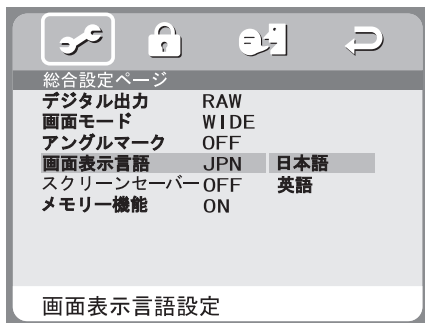 総合設定ページ
デジタル出力 RAW
画面モード WIDE
アングルマーク OFF
画面表示言語 JPN 日本語
スクリーンセーバー OFF 英語
メモリー機能 ON
画面表示言語設定